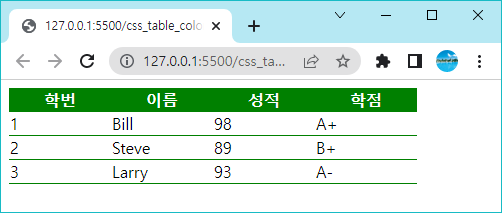 127.0.0.1:5500/css_table_colo
127.0.0.1:5500/css_ta...
학번 이름 성적 학점
1 Bill 98 A+
2 Steve 89 B+
3 Larry 93 A-